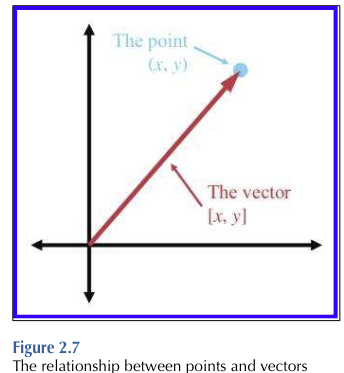 The point
(x, y)
The vector
[x, y]
Figure 2.7
The relationship between points and vectors